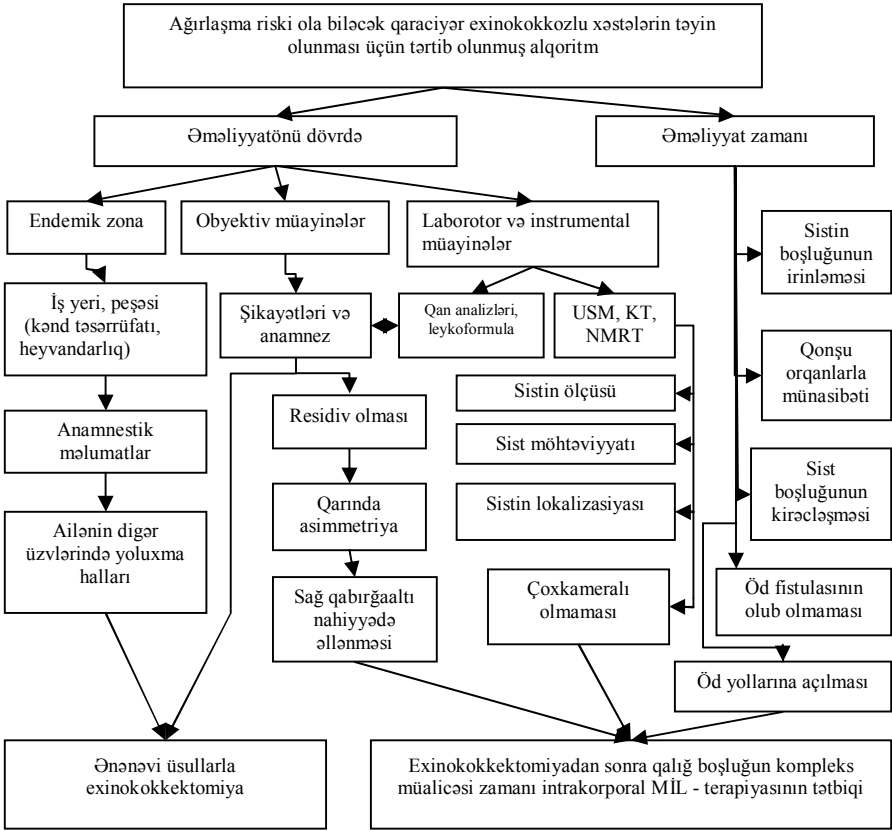 Ağırlaşma riski ola biləcək qaraciyər exinokokkozlu xəstələrin təyin
olunması üçün tərtib olunmuş alqoritm
Əməliyyatönü dövrdə
Əməliyyat zamanı
Endemik zona
Obyektiv müayinələr
Laborotor və instrumental
müayinələr
Sistin
boşluğunun
irinləməsi
İş yeri, peşəsi
(kənd təsərrüfatı,
heyvandarlıq)
Şikayətləri və
anamnez
Qan analizləri,
leykoformula
USM, KT,
NMRT
Qonşu
orqanlarla
münasibəti
Sistin ölçüsü
Residiv olması
Anamnestik
məlumatlar
Sist möhtəviyyatı
Sist
boşluğunun
kirəcləşməsi
Qarında
asimmetriya
Sistin lokalizasiyası
Ailənin digər
üzvlərində yoluxma
halları
Sağ qabırğaaltı
nahiyyədə
əllənməsi
Çoxkameralı
olmaması
Öd fistulasının
olub olmaması
Öd yollarına açılması
Ənənəvi üsullarla
exinokokkektomiya
Exinokokkektomiyadan sonra qalığ boşluğun kompleks
müalicəsi zamanı intrakorporal MİL - terapiyasının tətbiqi